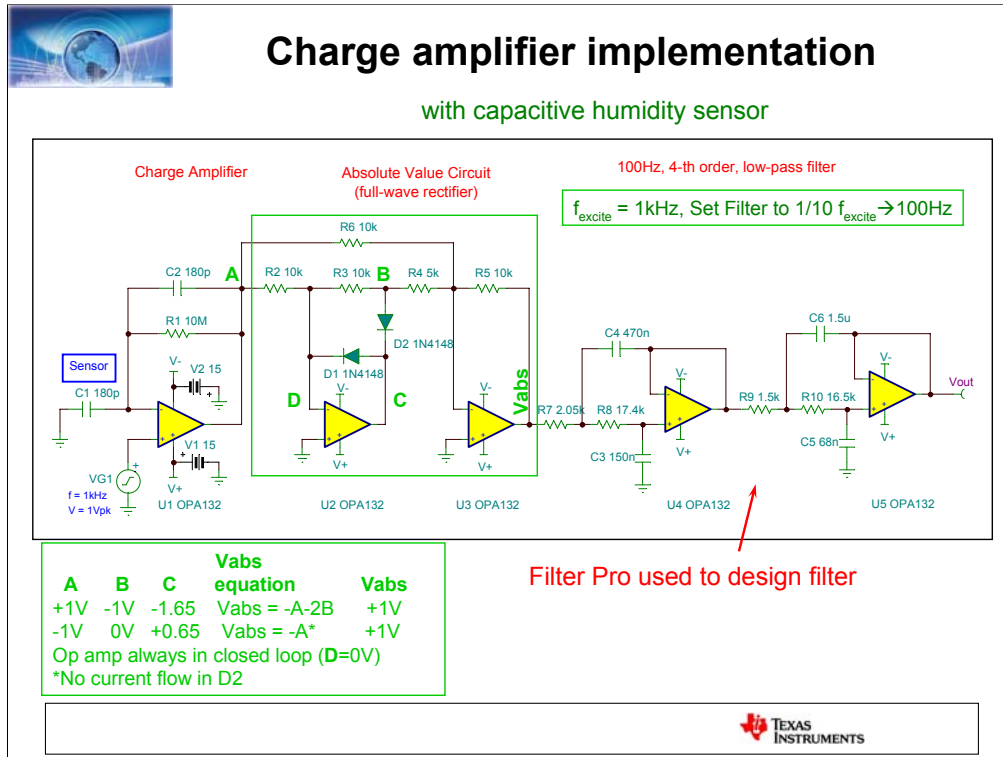 Charge amplifier implementation
with capacitive humidity sensor
Charge Amplifier
Absolute Value Circuit
(full-wave rectifier)
100Hz, 4-th order, low-pass filter
fexcite = 1kHz, Set Filter to 1/10 fexcite→100Hz
R6 10k
C2 180p
A
R2 10k
R3 10k
B
R4 5k
R5 10k
R1 10M
D2 1N4148
C4 470n
C6 1.5u
Sensor
V-
V2 15
D1 1N4148
C1 180p
D
V-
C
V-
Vabs
V-
V-
Vout
R7 2.05k
R8 17.4k
R9 1.5k
R10 16.5k
V1 15
V+
V+
V+
C3 150n
V+
C5 68n
V+
VG1
f = 1kHz
V = 1Vpk
U1 OPA132
U2 OPA132
U3 OPA132
U4 OPA132
U5 OPA132
Vabs
A B C equation Vabs
+1V -1V -1.65 Vabs = -A-2B +1V
-1V 0V +0.65 Vabs = -A* +1V
Op amp always in closed loop (D=0V)
*No current flow in D2
Filter Pro used to design filter
TEXAS
INSTRUMENTS